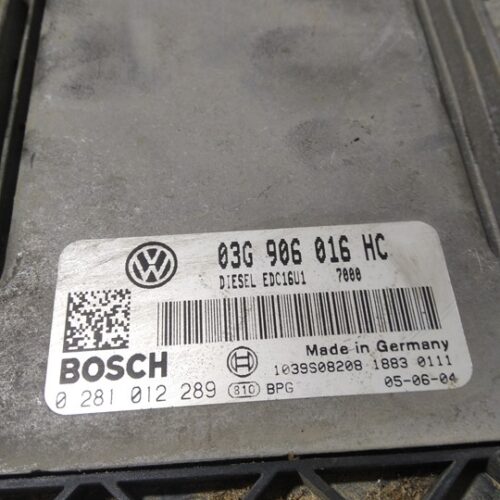 03G 906 016 HC
DIESEL EDC16U1 7000
BOSCH
Made in Germany
1039S08208 1883 0111
0 281 012 289 810 BPG 05-06-04